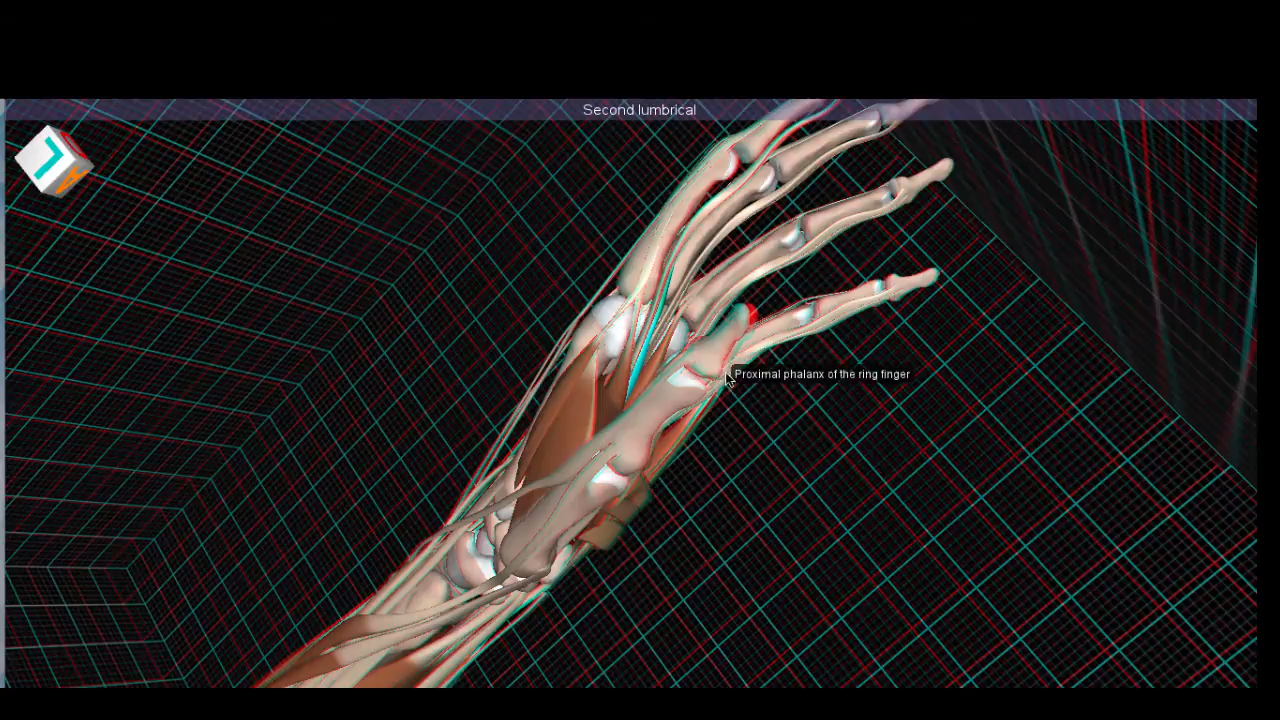 Second lumbrical
L
A
Proximal phalanx of the ring finger